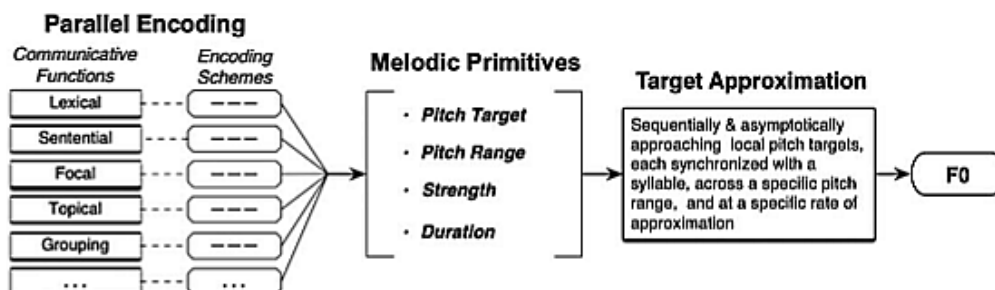 Parallel Encoding
Communicative
Functions
Encoding
Schemes
Lexical
– – –
Sentential
– – –
Focal
– – –
Topical
– – –
Grouping
– – –
...
...
Melodic Primitives
· Pitch Target
· Pitch Range
· Strength
· Duration
Target Approximation
Sequentially & asymptotically
approaching local pitch targets,
each synchronized with a
syllable, across a specific pitch
range, and at a specific rate of
approximation
F0